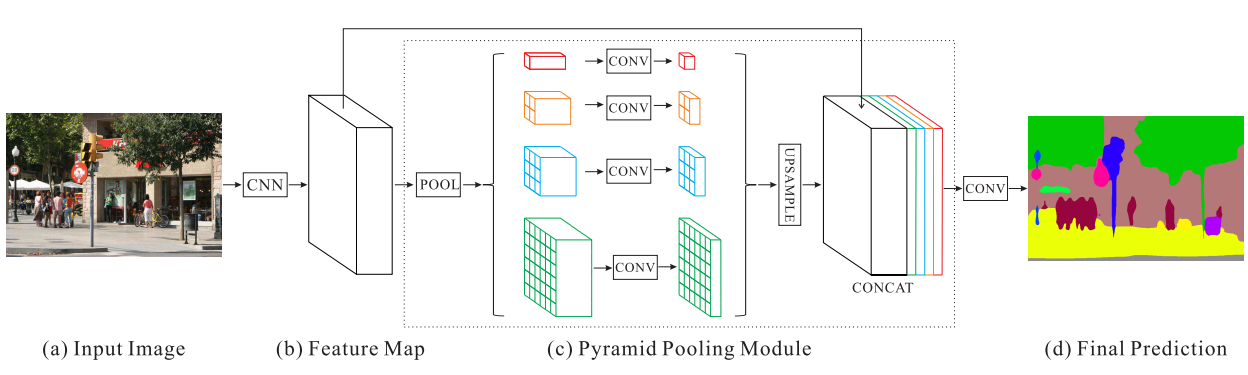 CNN
POOL
CONV
CONV
CONV
CONV
UPSAMPLE
CONCAT
CONV
(a) Input Image
(b) Feature Map
(c) Pyramid Pooling Module
(d) Final Prediction